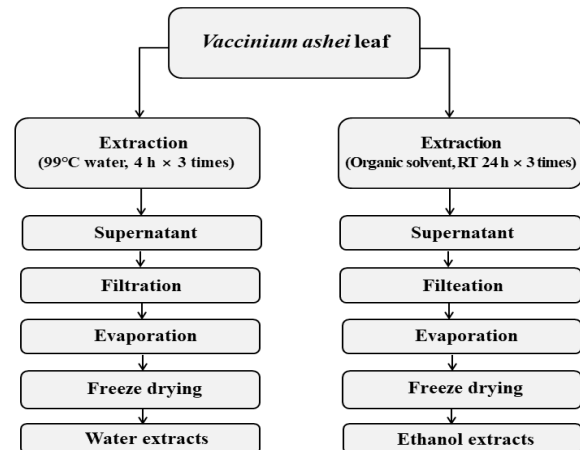 Vaccinium ashei leaf
Extraction
(99°C water, 4 h × 3 times)
Supernatant
Filtration
Evaporation
Freeze drying
Water extracts
Extraction
(Organic solvent, RT 24 h × 3 times)
Supernatant
Filteation
Evaporation
Freeze drying
Ethanol extracts